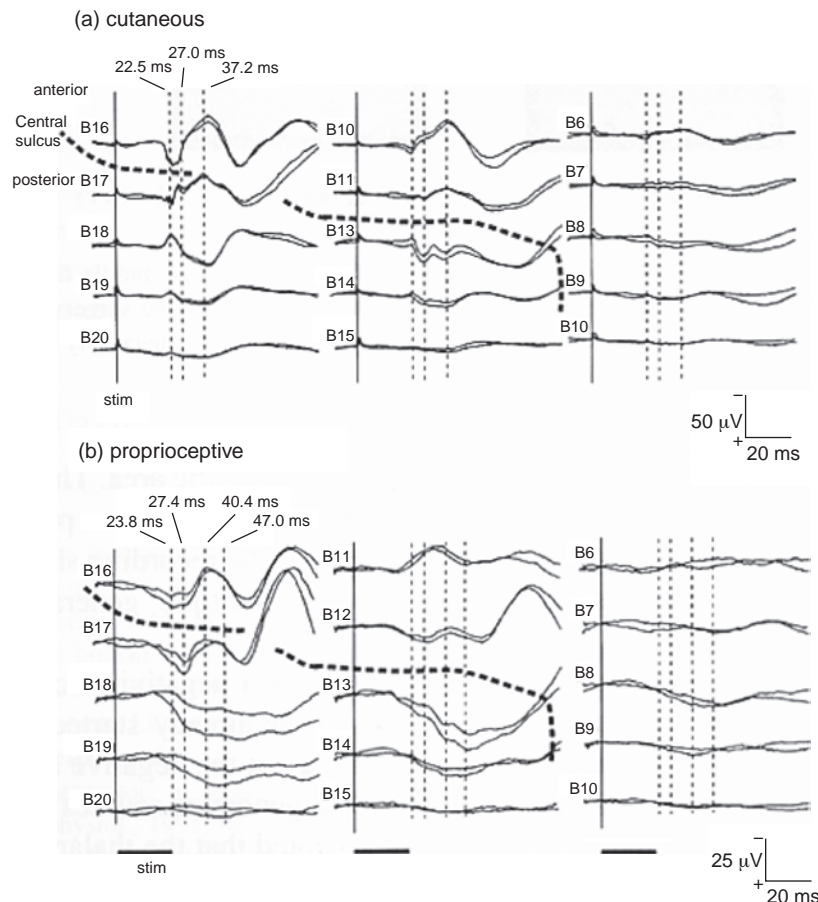 (a) cutaneous
22.5 ms
27.0 ms
37.2 ms
anterior
Central
sulcus
posterior
B16
B17
B18
B19
B20
stim
B10
B11
B13
B14
B15
B6
B7
B8
B9
B10
−
50 μV
+
20 ms
(b) proprioceptive
23.8 ms
27.4 ms
40.4 ms
47.0 ms
B16
B17
B18
B19
B20
stim
B11
B12
B13
B14
B15
B6
B7
B8
B9
B10
−
25 μV
+
20 ms